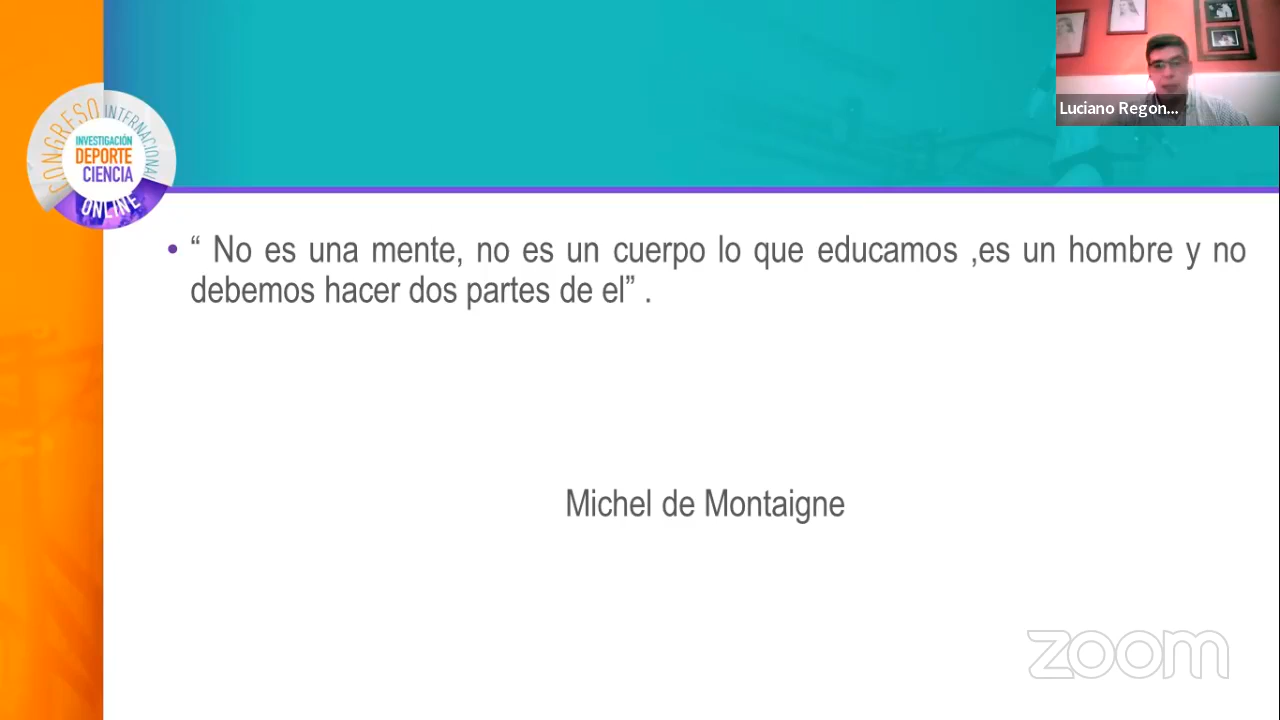 Luciano Regon...
CONGRESO INTERNACIONAL
INVESTIGACIÓN
DEPORTE
CIENCIA
ONLINE
• “ No es una mente, no es un cuerpo lo que educamos ,es un hombre y no
debemos hacer dos partes de el” .
Michel de Montaigne
zoom